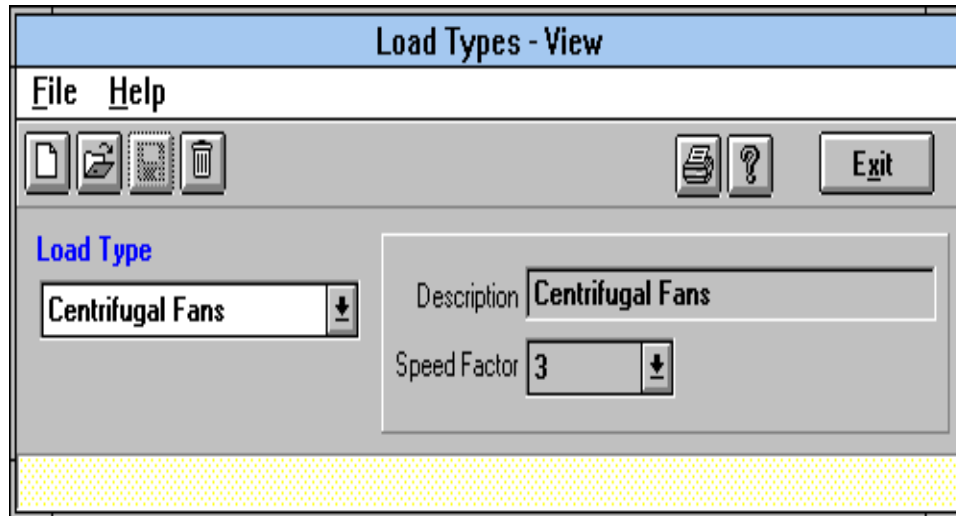 Load Types - View
File Help
? Exit
Load Type
Centrifugal Fans
Description Centrifugal Fans
Speed Factor 3